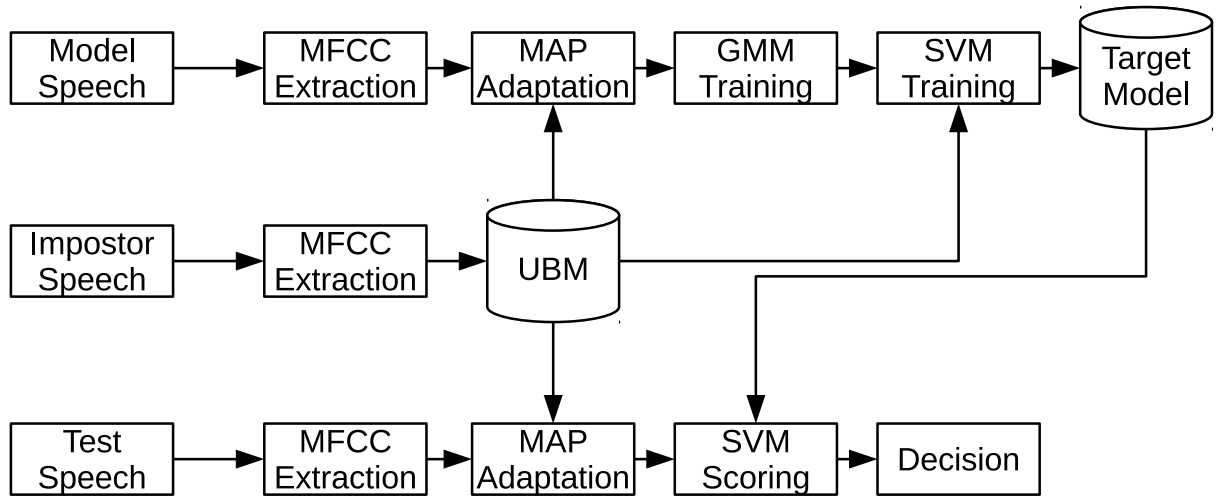 Model
Speech
MFCC
Extraction
MAP
Adaptation
GMM
Training
SVM
Training
Target
Model
Impostor
Speech
MFCC
Extraction
UBM
Test
Speech
MFCC
Extraction
MAP
Adaptation
SVM
Scoring
Decision